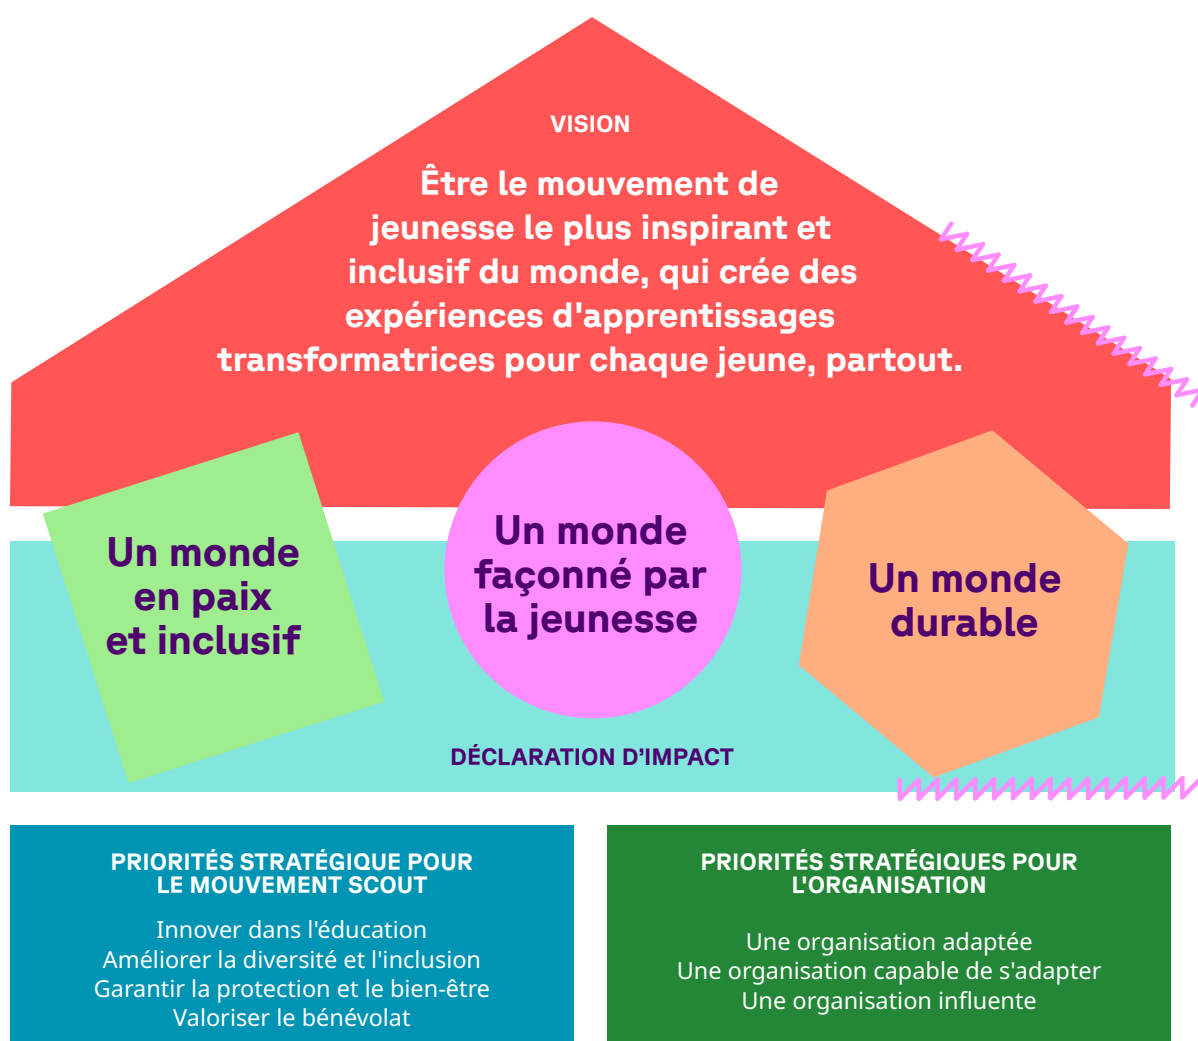 VISION
Être le mouvement de
jeunesse le plus inspirant et
inclusif du monde, qui crée des
expériences d'apprentissages
transformatrices pour chaque jeune, partout.
Un monde
en paix
et inclusif
Un monde
façonné par
la jeunesse
Un monde
durable
DÉCLARATION D’IMPACT
PRIORITÉS STRATÉGIQUE POUR
LE MOUVEMENT SCOUT
Innover dans l'éducation
Améliorer la diversité et l'inclusion
Garantir la protection et le bien-être
Valoriser le bénévolat
PRIORITÉS STRATÉGIQUES POUR
L'ORGANISATION
Une organisation adaptée
Une organisation capable de s'adapter
Une organisation influente